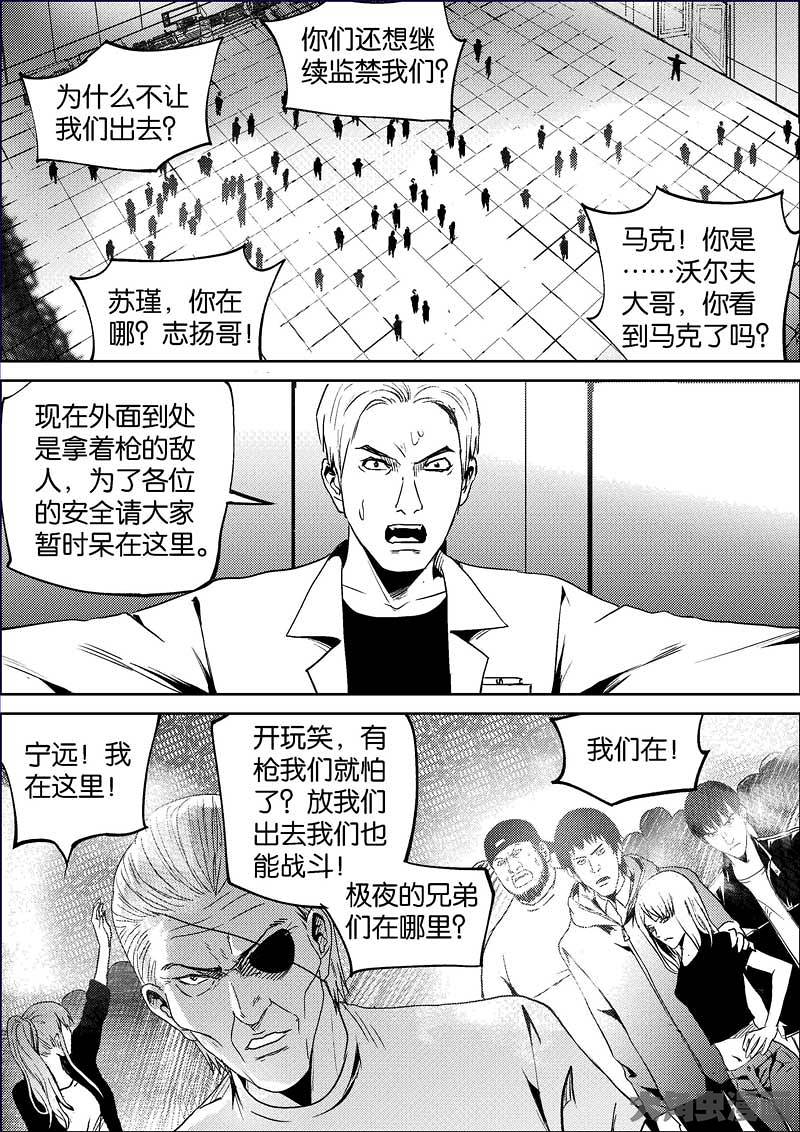 你们还想继
续监禁我们？
为什么不让
我们出去？
马克！你是
……沃尔夫
大哥，你看
到马克了吗？
苏瑾，你在
哪？志扬哥！
现在外面到处
是拿着枪的敌
人，为了各位
的安全请大家
暂时呆在这里。
宁远！我
在这里！
开玩笑，有
枪我们就怕
了？放我们
出去我们也
能战斗！
极夜的兄弟
们在哪里？
我们在！